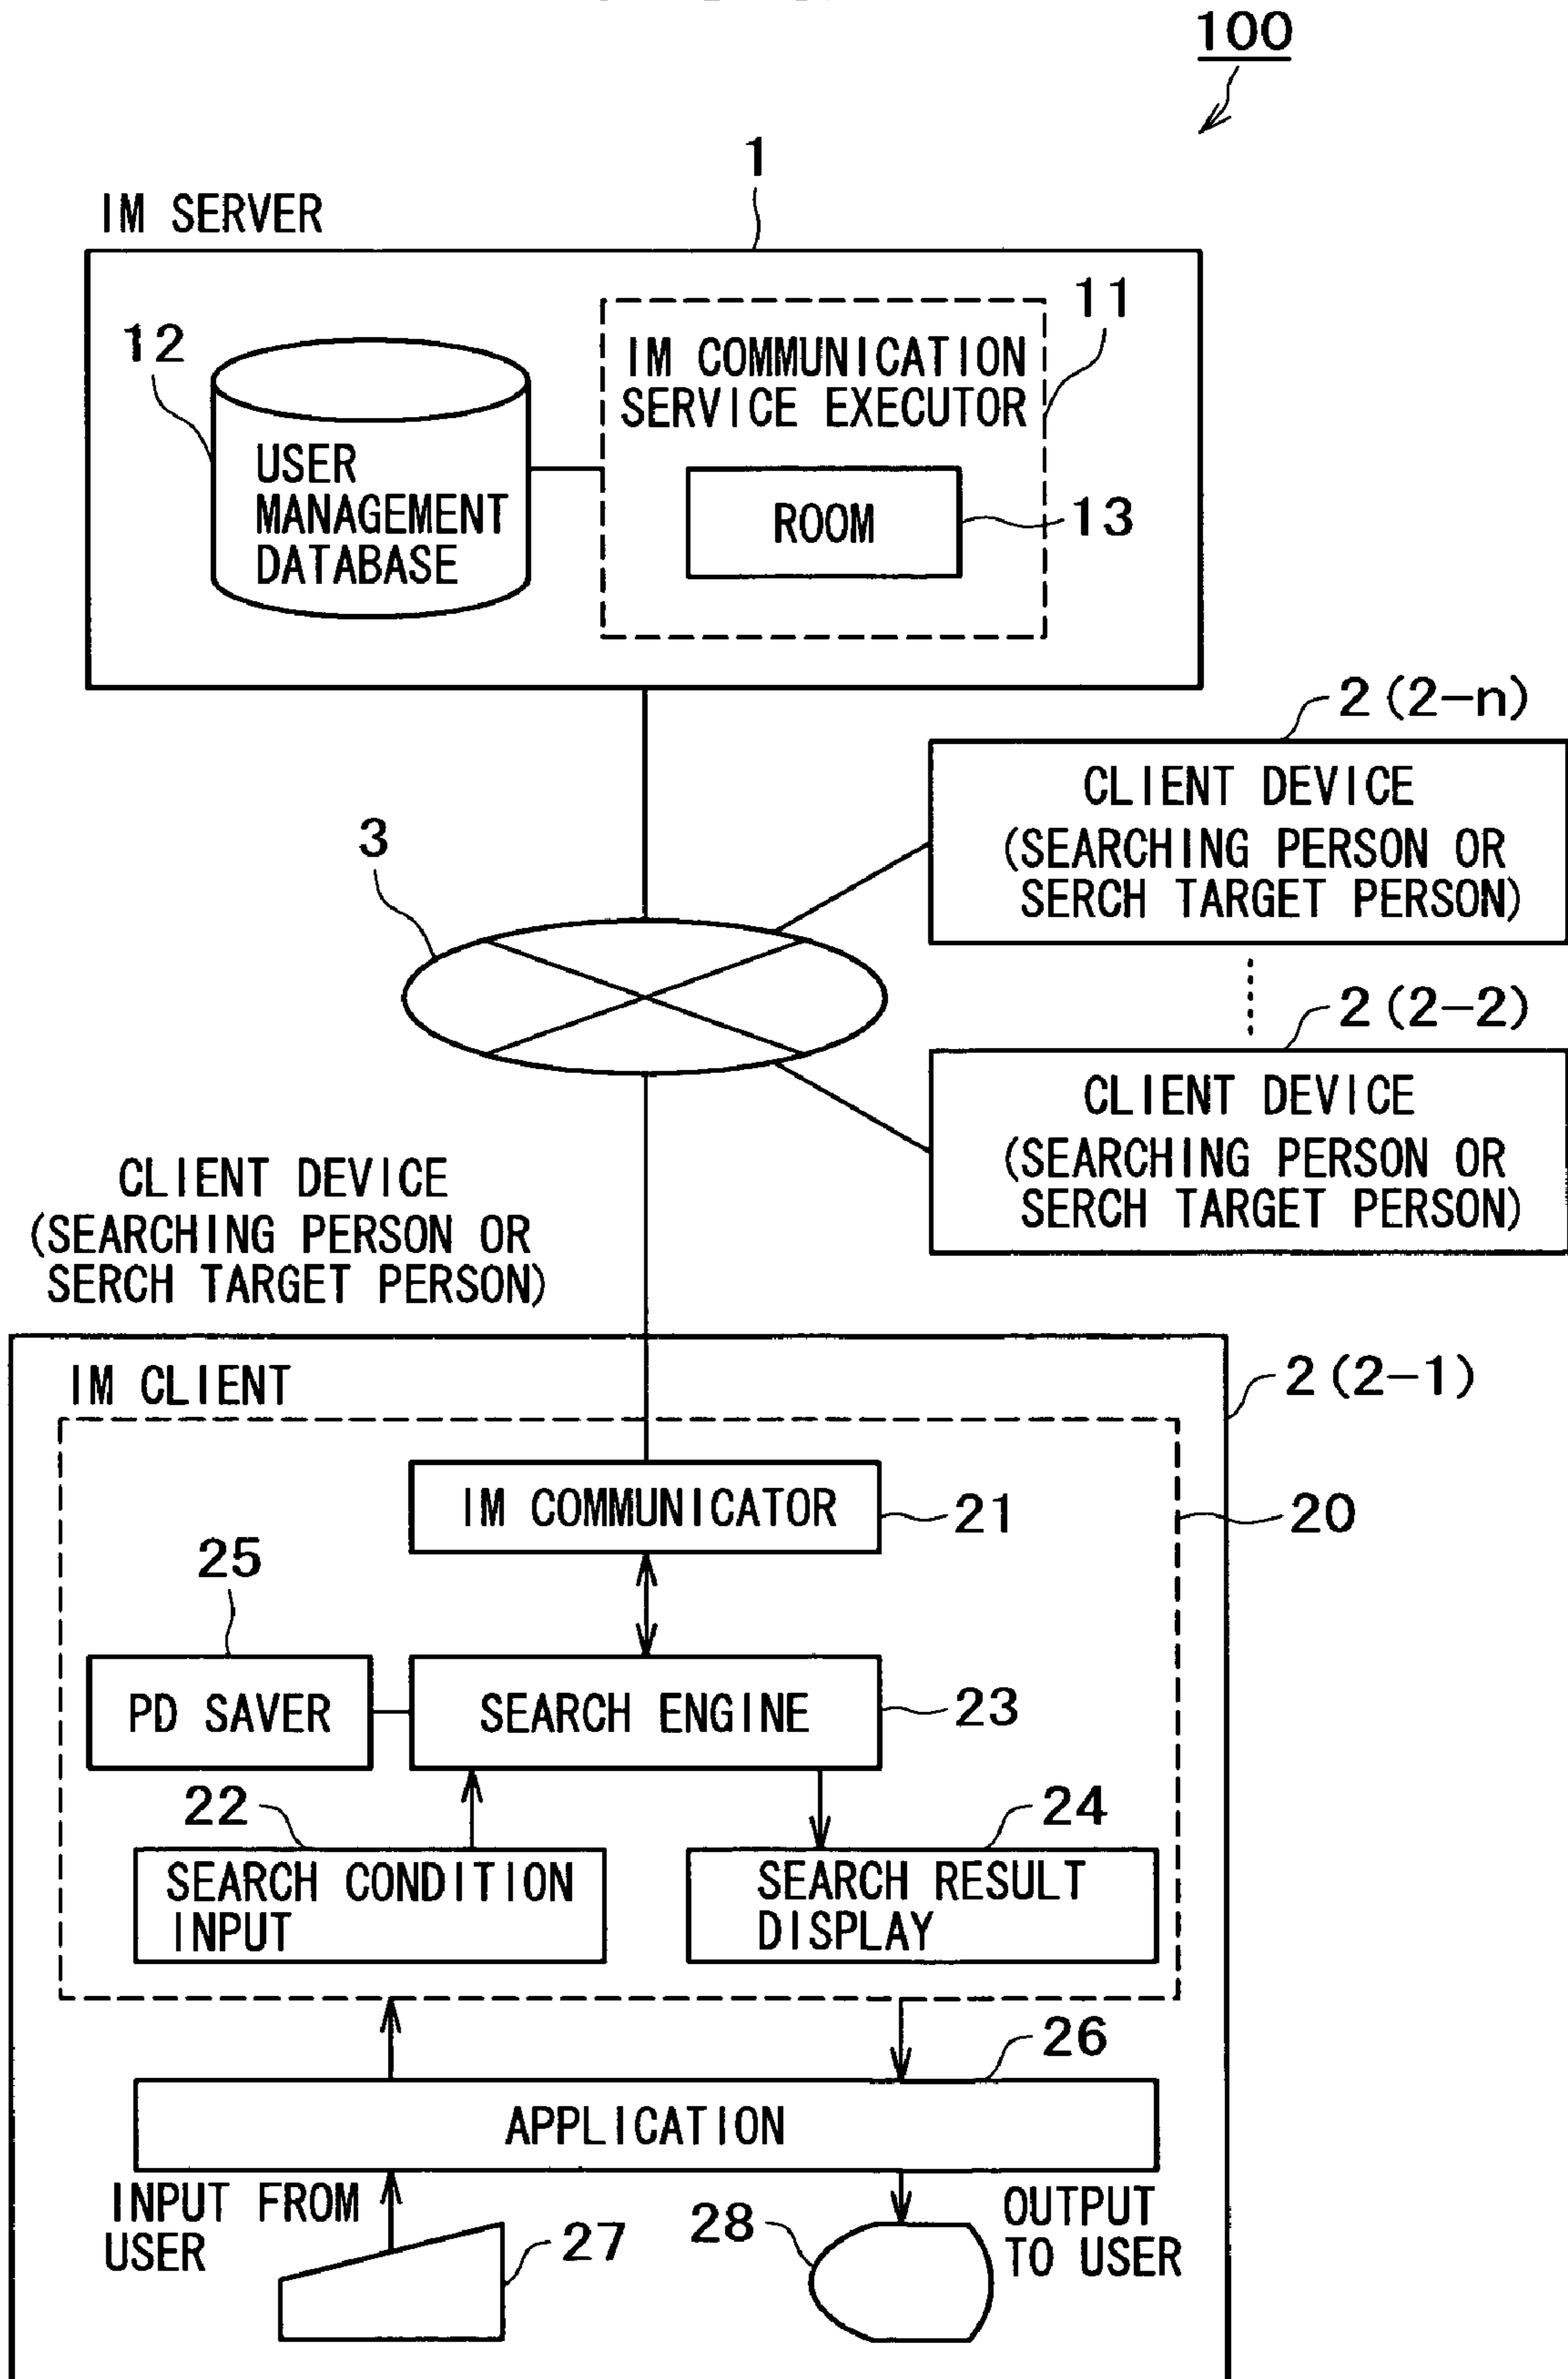 100
1
IM SERVER
11
12
IM COMMUNICATION
SERVICE EXECUTOR
USER
MANAGEMENT
DATABASE
ROOM
13
2 (2-n)
CLIENT DEVICE
(SEARCHING PERSON OR
SERCH TARGET PERSON)
3
2 (2-2)
CLIENT DEVICE
(SEARCHING PERSON OR
SERCH TARGET PERSON)
CLIENT DEVICE
(SEARCHING PERSON OR
SERCH TARGET PERSON)
IM CLIENT
2 (2-1)
IM COMMUNICATOR
21
20
25
PD SAVER
SEARCH ENGINE
23
22
24
SEARCH CONDITION
INPUT
SEARCH RESULT
DISPLAY
26
APPLICATION
INPUT FROM
USER
27
28
OUTPUT
TO USER